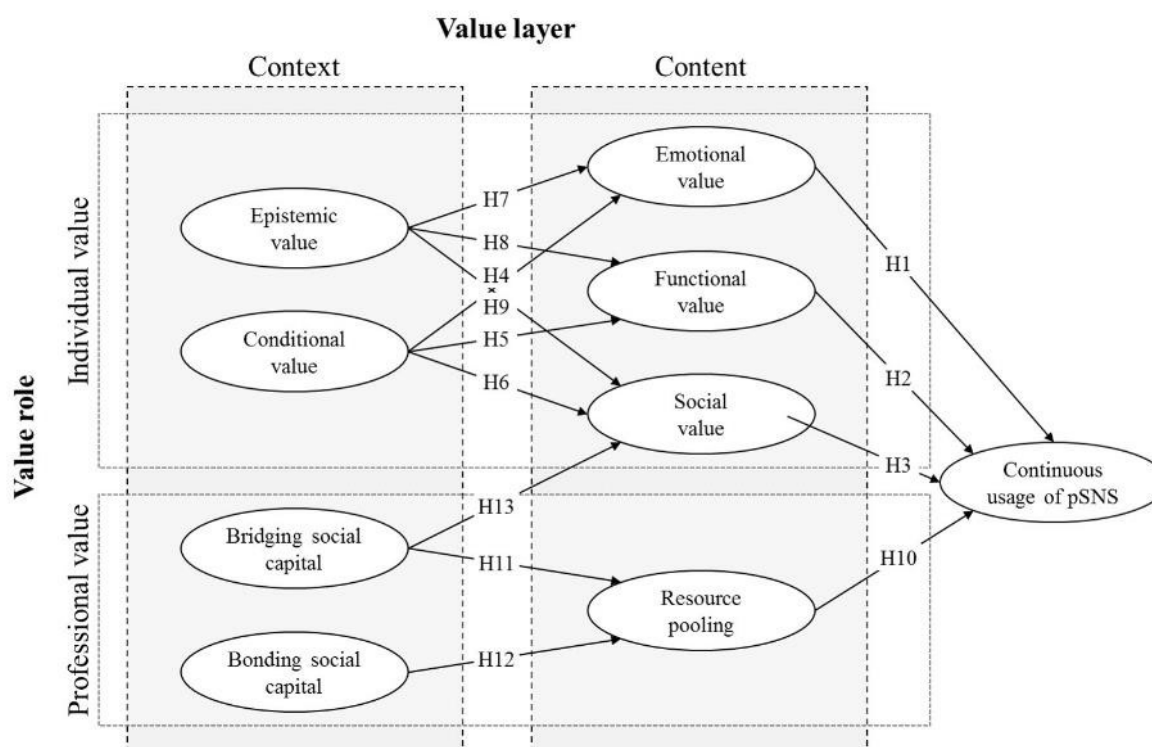 Value layer
Context
Content
Value role
Individual value
Professional value
Epistemic
value
Conditional
value
Bridging social
capital
Bonding social
capital
H7
H8
H4
H9
H5
H6
H13
H11
H12
Emotional
value
Functional
value
Social
value
Resource
pooling
H1
H2
H3
H10
Continuous
usage of pSNS